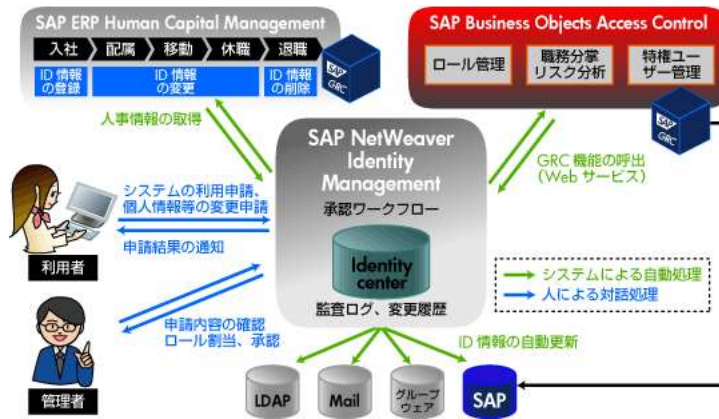 SAP ERP Human Capital Management
入社
配属
移動
休職
退職
ID 情報
の登録
ID 情報
の変更
ID 情報
の削除
SAP
GRC
SAP Business Objects Access Control
ロール管理
職務分掌
リスク分析
特権ユー
ザー管理
SAP
GRC
人事情報の取得
SAP NetWeaver
Identity
Management
承認ワークフロー
Identity
center
監査ログ、変更履歴
GRC 機能の呼出
(Web サービス)
システムの利用申請、
個人情報等の変更申請
申請結果の通知
利用者
システムによる自動処理
人による対話処理
申請内容の確認
ロール割当、承認
管理者
ID 情報の自動更新
LDAP
Mail
グループ
ウェア
SAP